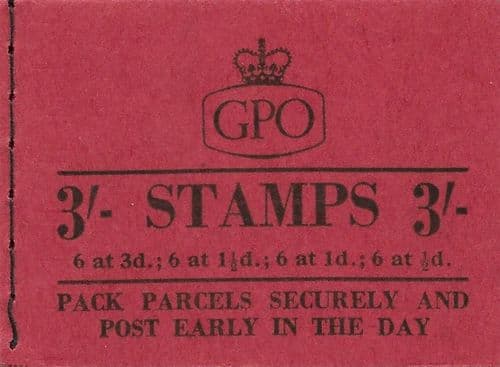 GPO
3/- STAMPS 3/-
6 at 3d.; 6 at 1½d.; 6 at 1d.; 6 at ½d.
PACK PARCELS SECURELY AND
POST EARLY IN THE DAY